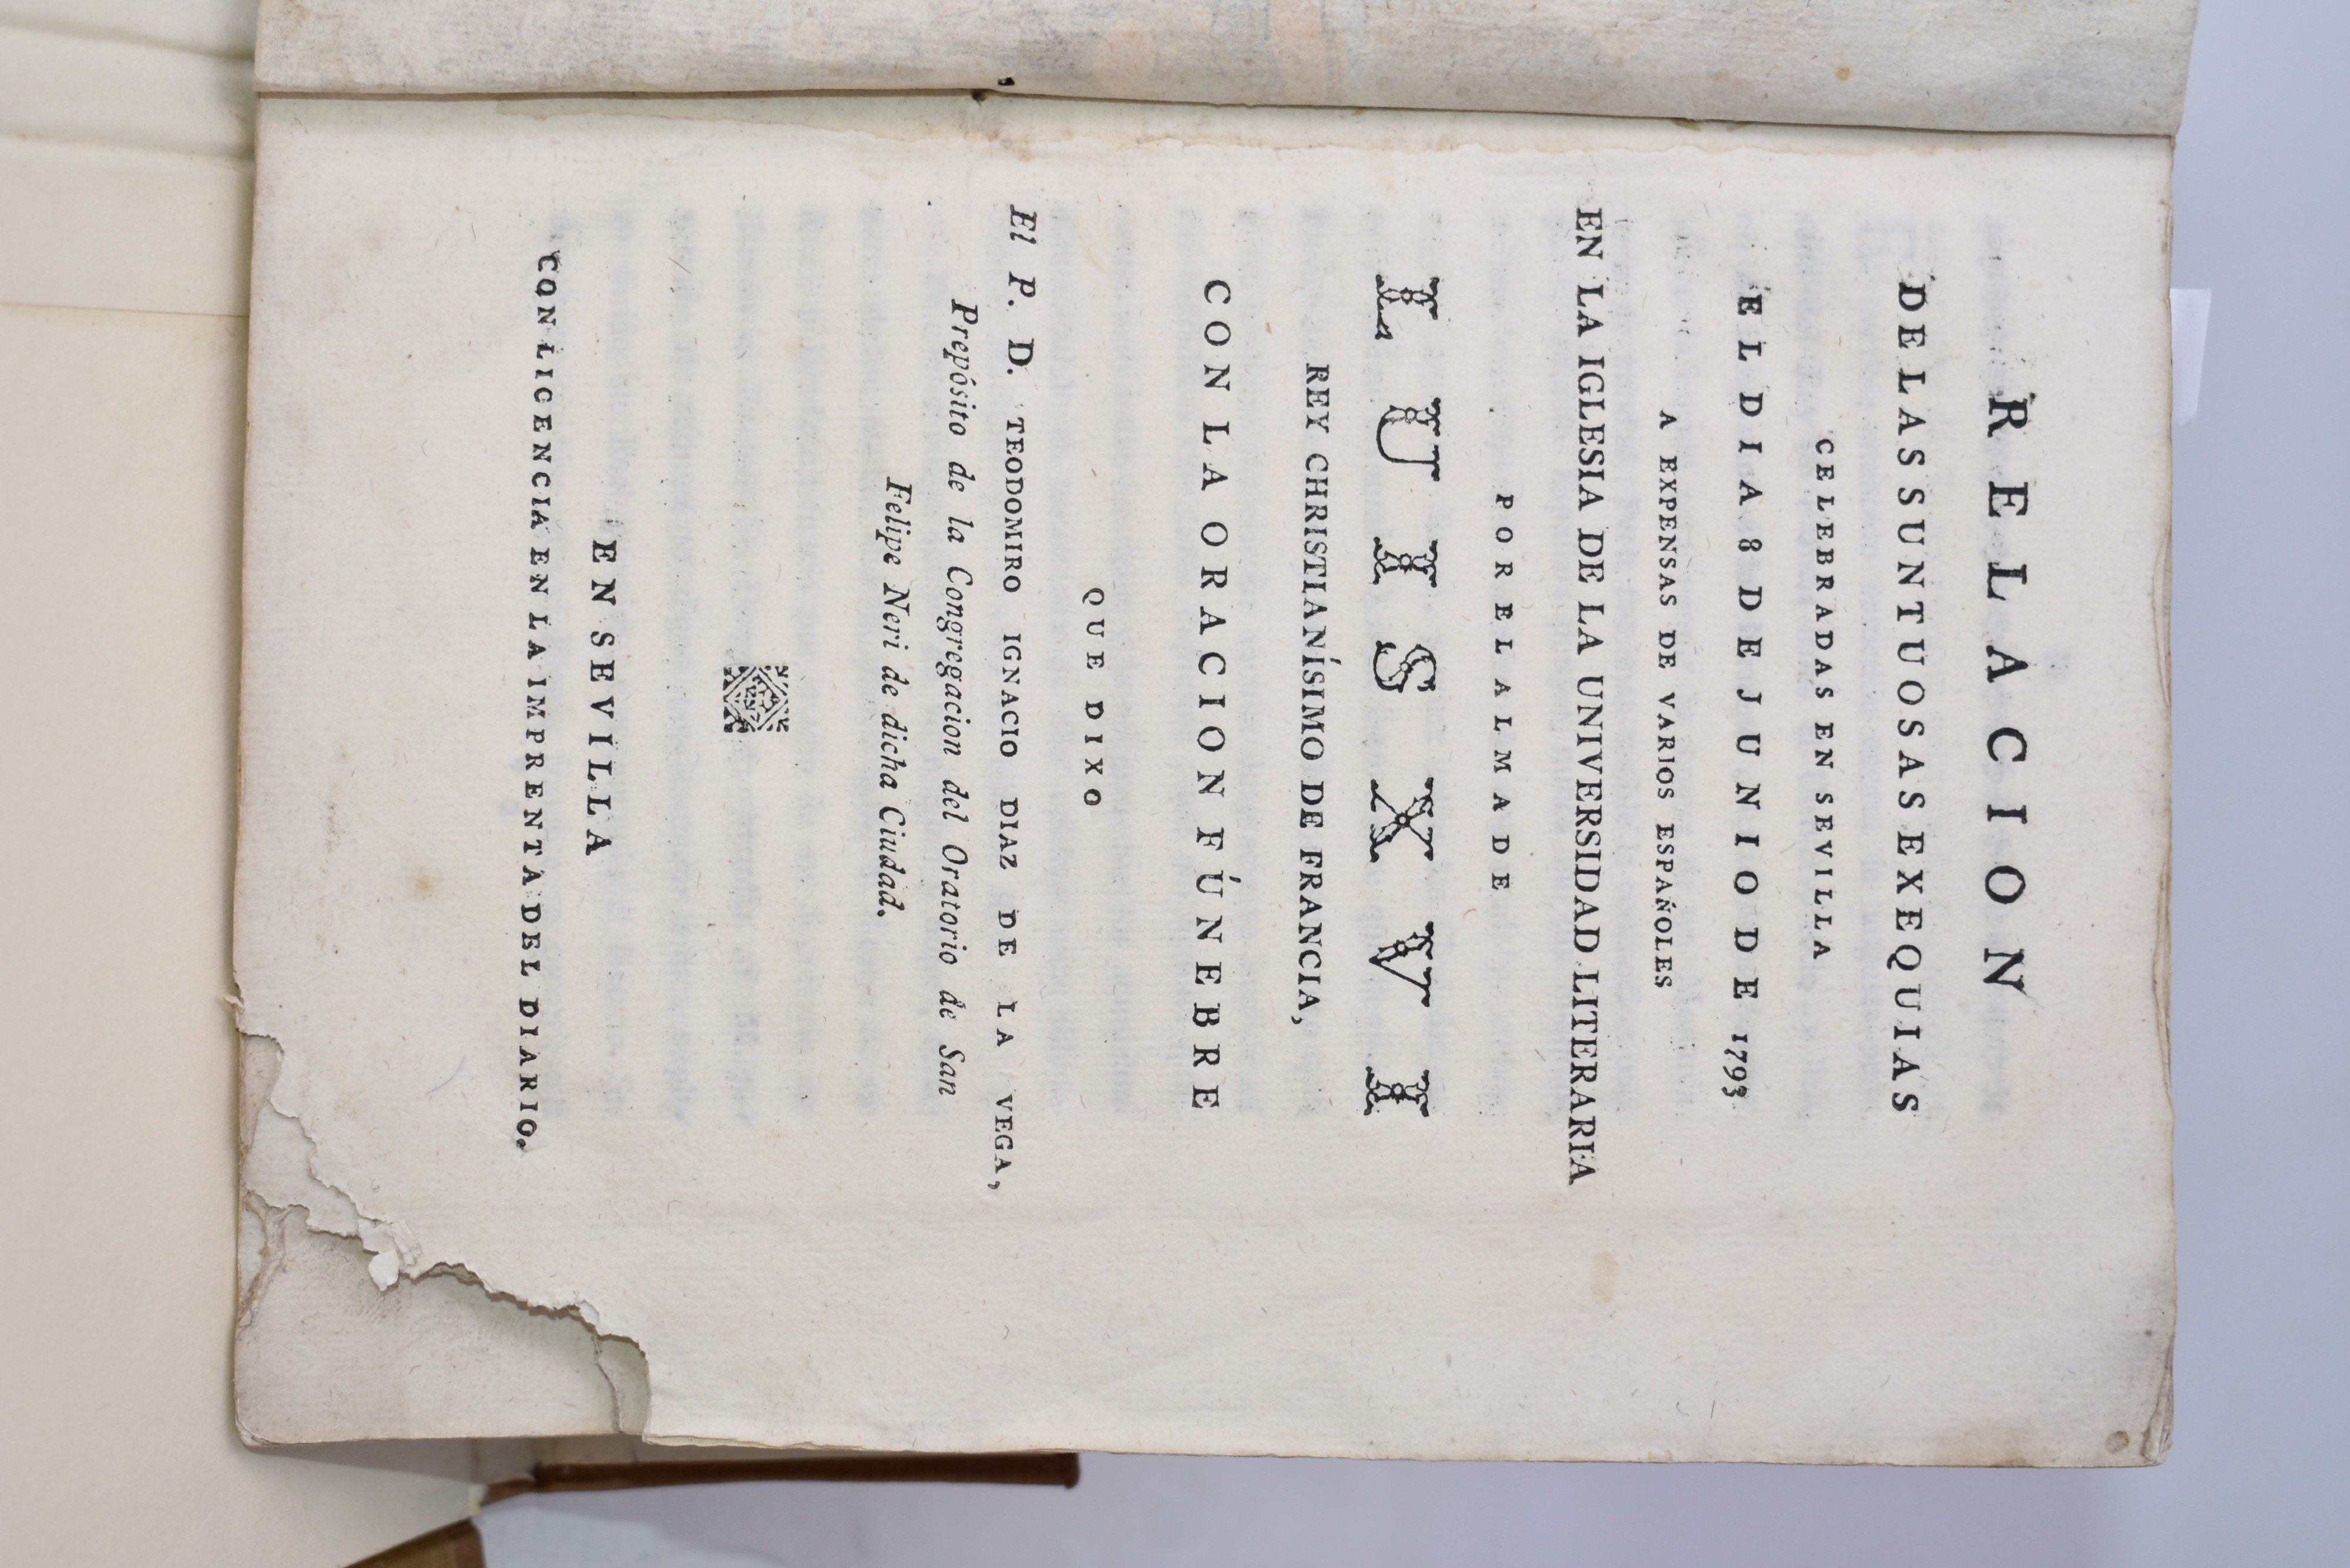 RELACION
DE LAS SUNTUOSAS EXEQUIAS
CELEBRADAS EN SEVILLA
EL DIA 8 DE JUNIO DE 1793
A EXPENSAS DE VARIOS ESPAÑOLES
EN LA IGLESIA DE LA UNIVERSIDAD LITERARIA
POR EL ALMA DE
LUIS XVI
REY CHRISTIANÍSIMO DE FRANCIA,
CON LA ORACION FÚNEBRE
QUE DIXO
El P. D. TEODOMIRO IGNACIO DIAZ DE LA VEGA,
Prepósito de la Congregacion del Oratorio de San
Felipe Neri de dicha Ciudad.
EN SEVILLA
CON LICENCIA EN LA IMPRENTA DEL DIARIO.